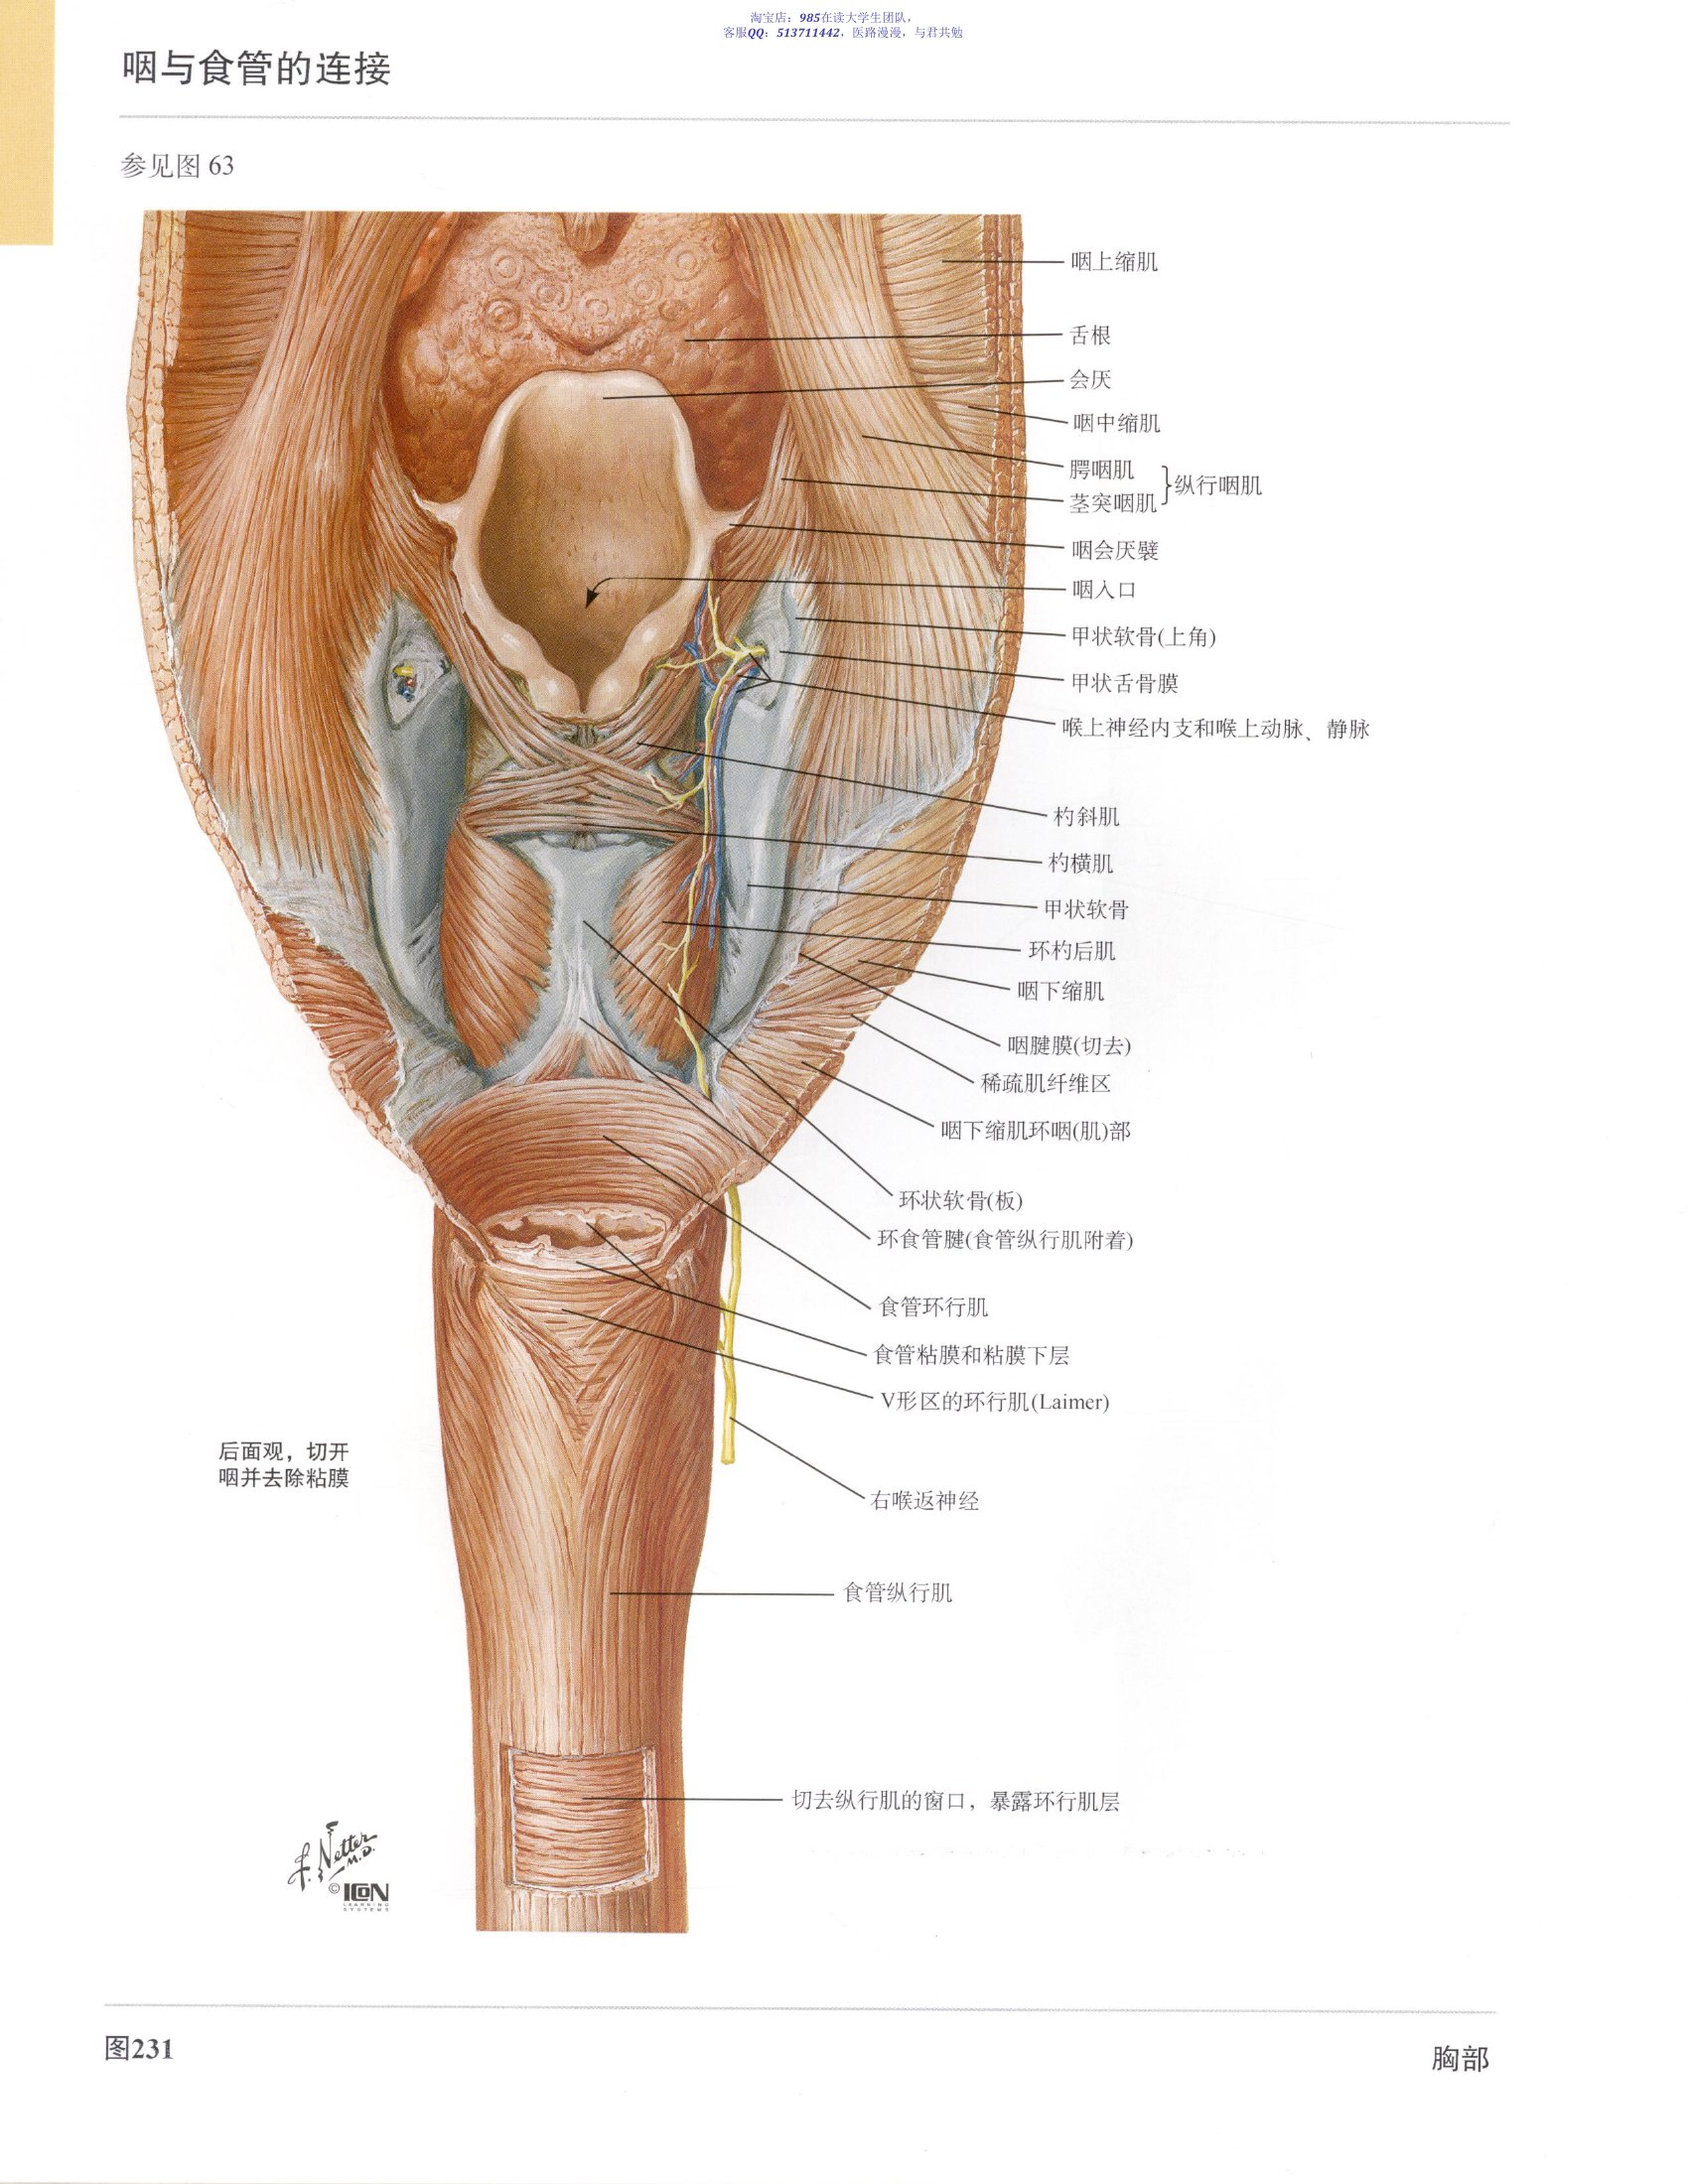 淘宝店：985在读大学生团队，
客服QQ：513711442，医路漫漫，与君共勉
咽与食管的连接
参见图 63
咽上缩肌
舌根
会厌
咽中缩肌
腭咽肌
茎突咽肌
纵行咽肌
咽会厌襞
咽入口
甲状软骨(上角)
甲状舌骨膜
喉上神经内支和喉上动脉、静脉
杓斜肌
杓横肌
甲状软骨
环杓后肌
咽下缩肌
咽腱膜(切去)
稀疏肌纤维区
咽下缩肌环咽(肌)部
环状软骨(板)
环食管腱(食管纵行肌附着)
食管环行肌
食管粘膜和粘膜下层
V形区的环行肌(Laimer)
后面观，切开
咽并去除粘膜
右喉返神经
食管纵行肌
切去纵行肌的窗口，暴露环行肌层
F. Netter
M.D.
© ICON
LEARNING
SYSTEMS
图231
胸部